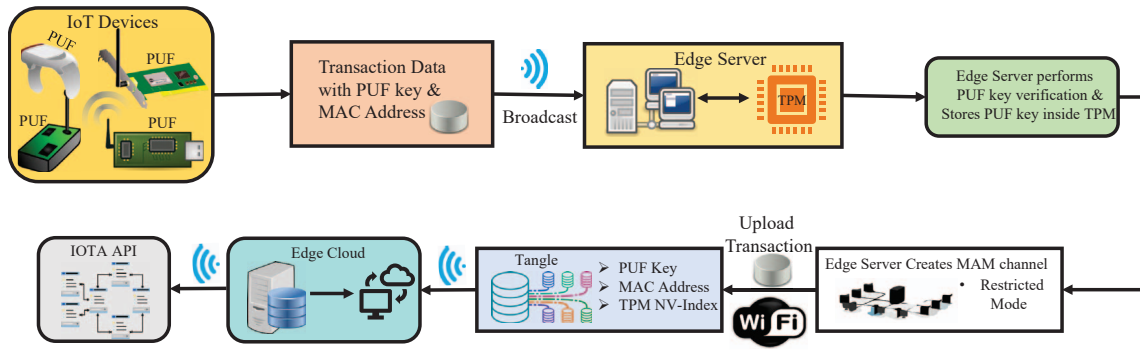 IoT Devices
PUF
PUF
PUF
PUF
Transaction Data
with PUF key &
MAC Address
Broadcast
Edge Server
TPM
Edge Server performs
PUF key verification &
Stores PUF key inside TPM
IOTA API
Edge Cloud
Tangle
➢ PUF Key
➢ MAC Address
➢ TPM NV-Index
Upload
Transaction
WiFi
Edge Server Creates MAM channel
• Restricted
Mode